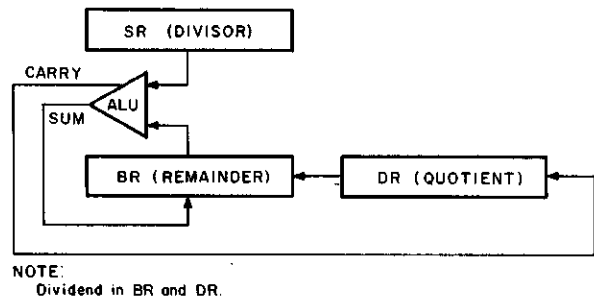 SR (DIVISOR)
CARRY
ALU
SUM
BR (REMAINDER)
DR (QUOTIENT)
NOTE:
Dividend in BR and DR.